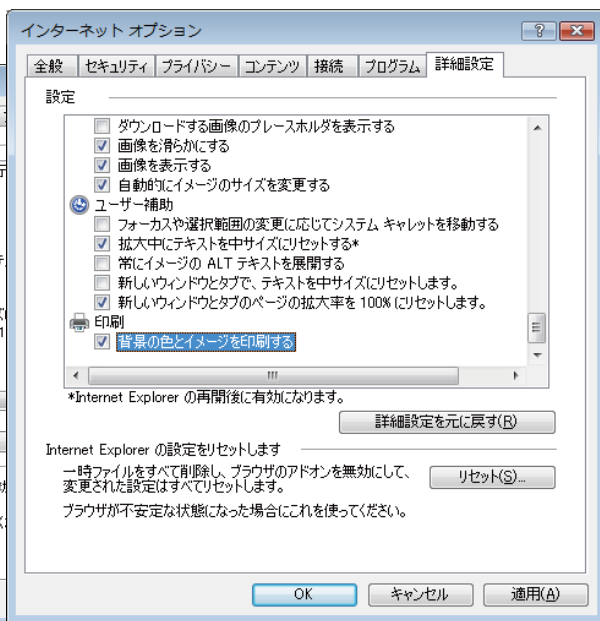 インターネット オプション
全般 セキュリティ プライバシー コンテンツ 接続 プログラム 詳細設定
設定
ダウンロードする画像のプレースホルダを表示する
画像を滑らかにする
画像を表示する
自動的にイメージのサイズを変更する
ユーザー補助
フォーカスや選択範囲の変更に応じてシステム キャレットを移動する
拡大中にテキストを中サイズにリセットする*
常にイメージの ALT テキストを展開する
新しいウィンドウとタブで、テキストを中サイズにリセットします。
新しいウィンドウとタブのページの拡大率を 100% にリセットします。
印刷
背景の色とイメージを印刷する
*Internet Explorer の再開後に有効になります。
詳細設定を元に戻す(R)
Internet Explorer の設定をリセットします
一時ファイルをすべて削除し、ブラウザのアドオンを無効にして、
変更された設定はすべてリセットします。
リセット(S)...
ブラウザが不安定な状態になった場合にこれを使ってください。
OK キャンセル 適用(A)